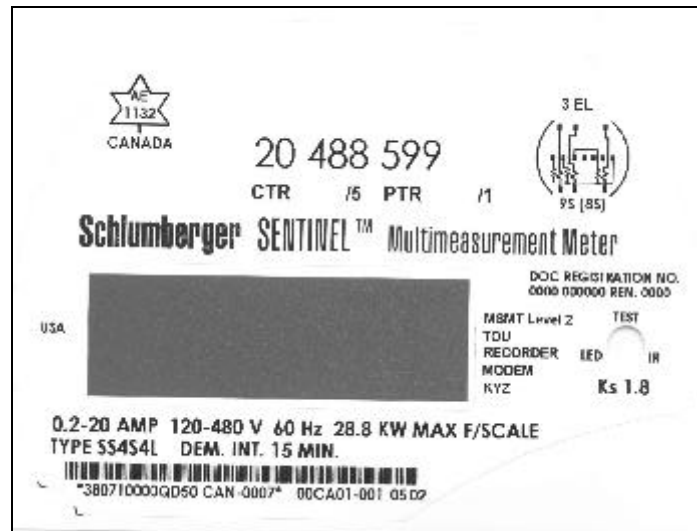 AE
1132
CANADA
3 EL
20 488 599
CTR /5 PTR /1
9S (8S)
Schlumberger SENTINEL™ Multimeasurement Meter
DOC REGISTRATION NO.
0000 000000 REN. 0000
USA
MSMT Level 2 TEST
TOU
RECORDER LED IR
MODEM
KYZ Ks 1.8
0.2-20 AMP 120-480 V 60 Hz 28.8 KW MAX F/SCALE
TYPE SS4S4L DEM. INT. 15 MIN.
*380710000QD50 CAN-0007* 00CA01-001 0502